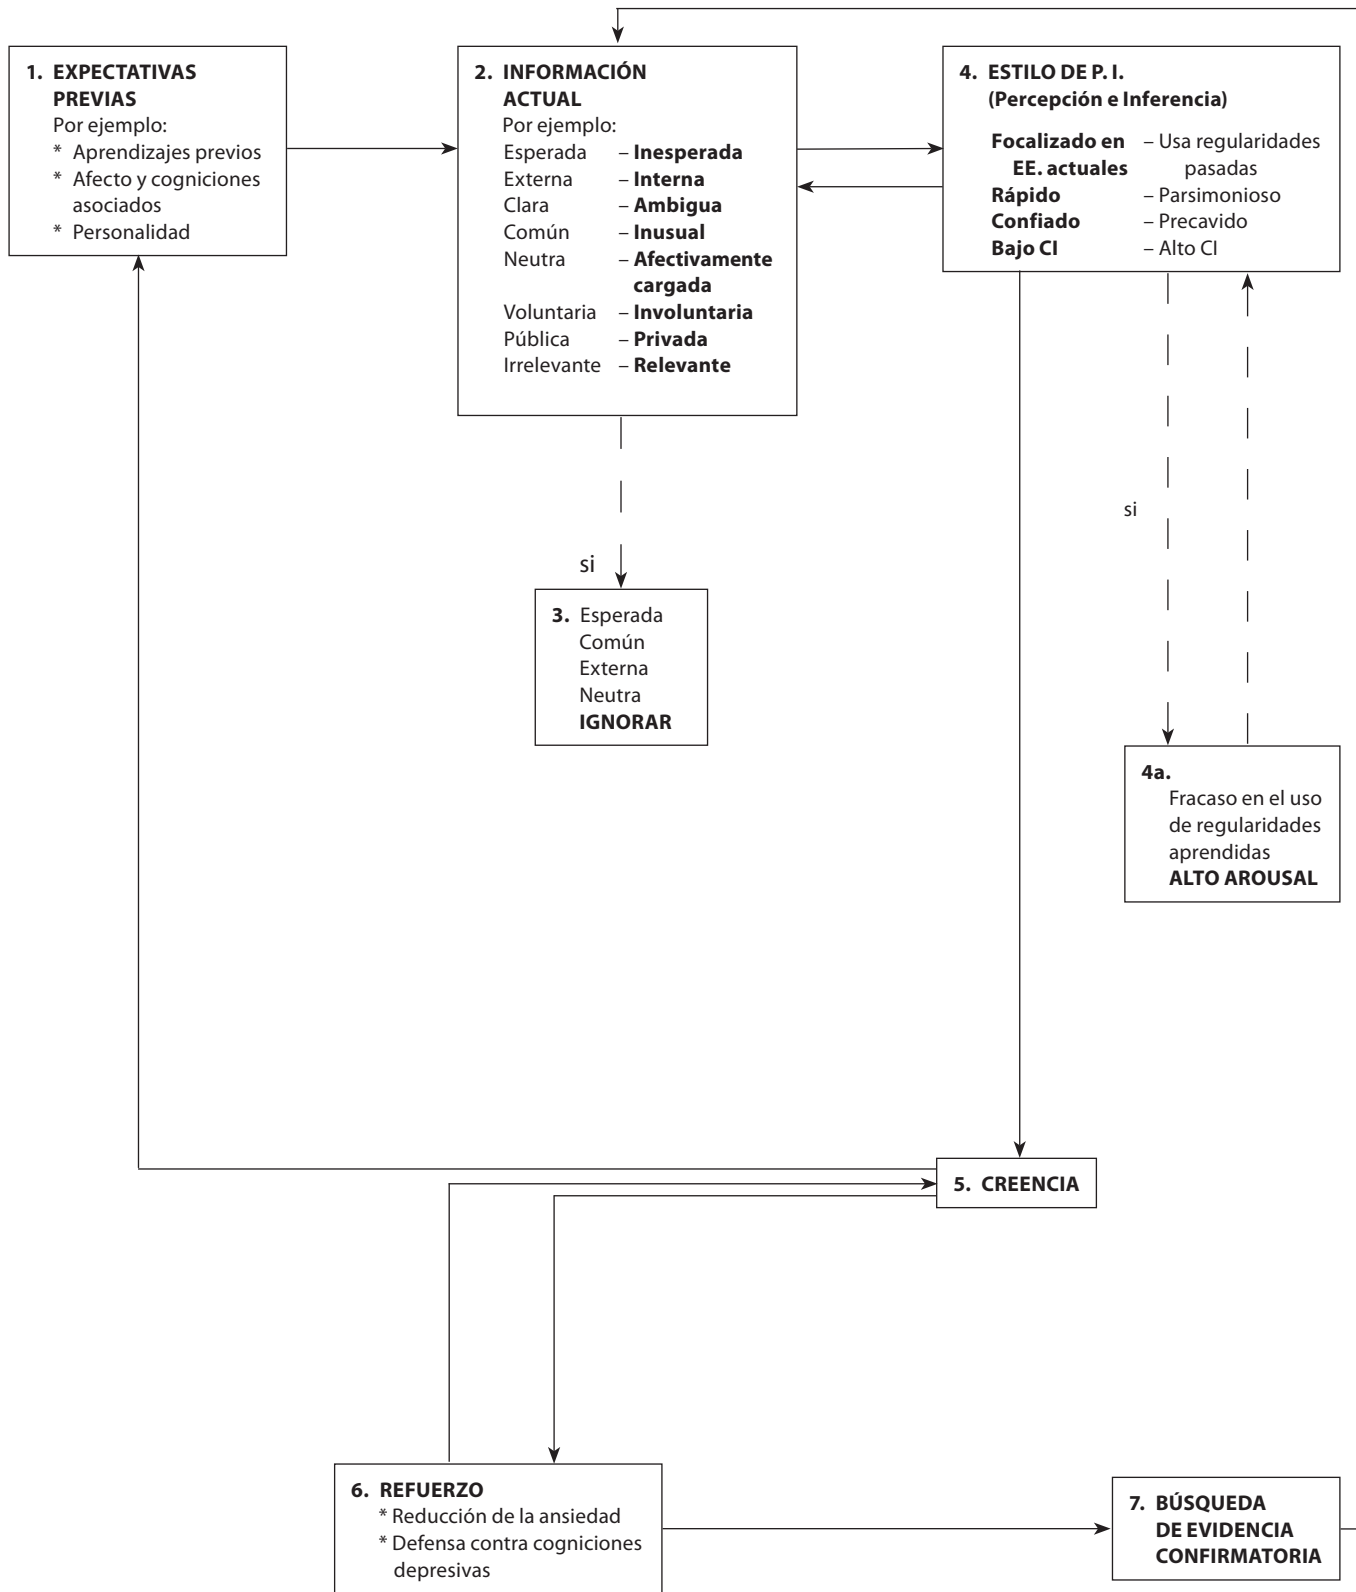 1. EXPECTATIVAS
PREVIAS
Por ejemplo:
* Aprendizajes previos
* Afecto y cogniciones
asociados
* Personalidad
2. INFORMACIÓN
ACTUAL
Por ejemplo:
Esperada – Inesperada
Externa – Interna
Clara – Ambigua
Común – Inusual
Neutra – Afectivamente
cargada
Voluntaria – Involuntaria
Pública – Privada
Irrelevante – Relevante
4. ESTILO DE P. I.
(Percepción e Inferencia)
Focalizado en – Usa regularidades
EE. actuales pasadas
Rápido – Parsimonioso
Confiado – Precavido
Bajo CI – Alto CI
si
3. Esperada
Común
Externa
Neutra
IGNORAR
si
4a.
Fracaso en el uso
de regularidades
aprendidas
ALTO AROUSAL
5. CREENCIA
6. REFUERZO
* Reducción de la ansiedad
* Defensa contra cogniciones
depresivas
7. BÚSQUEDA
DE EVIDENCIA
CONFIRMATORIA